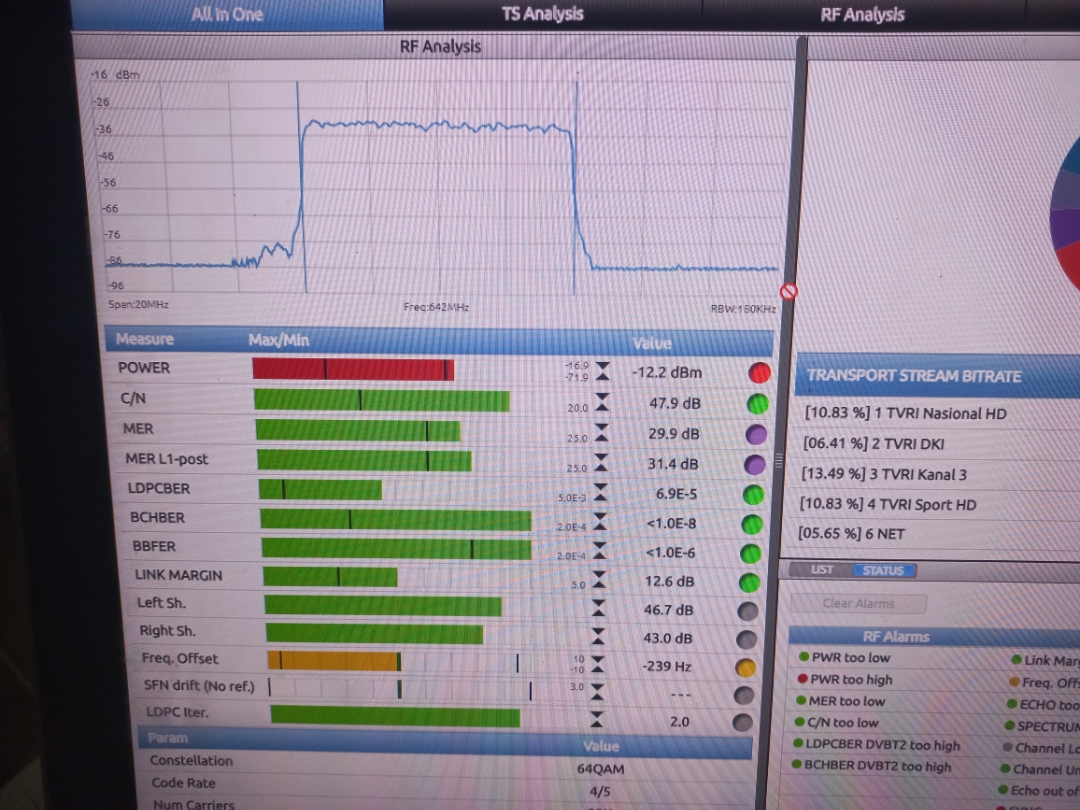 All in One
TS Analysis
RF Analysis
RF Analysis
-16 dBm
-26
-36
-46
-56
-66
-76
-86
-96
Span:20MHz
Freq:642MHz
RBW:180KHz
Measure Max/Min Value
POWER -16.9 -71.9 -12.2 dBm
C/N 20.0 47.9 dB
MER 25.0 29.9 dB
MER L1-post 25.0 31.4 dB
LDPCBER 5.0E-3 6.9E-5
BCHBER 2.0E-4 <1.0E-8
BBFER 2.0E-4 <1.0E-6
LINK MARGIN 5.0 12.6 dB
Left Sh. 46.7 dB
Right Sh. 43.0 dB
Freq. Offset 10 -10 -239 Hz
SFN drift (No ref.) 3.0 ---
LDPC Iter. 2.0
Param Value
Constellation 64QAM
Code Rate 4/5
Num Carriers
TRANSPORT STREAM BITRATE
[10.83 %] 1 TVRI Nasional HD
[06.41 %] 2 TVRI DKI
[13.49 %] 3 TVRI Kanal 3
[10.83 %] 4 TVRI Sport HD
[05.65 %] 6 NET
LIST STATUS
Clear Alarms
RF Alarms
PWR too low Link Mar
PWR too high Freq. Offs
MER too low ECHO too
C/N too low SPECTRU
LDPCBER DVBT2 too high Channel Lo
BCHBER DVBT2 too high Channel Un
Echo out of